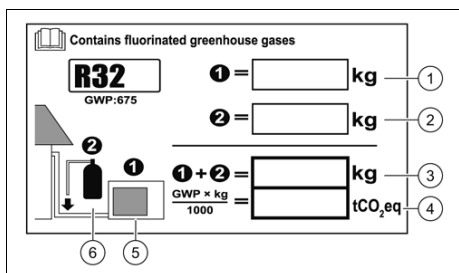 Contains fluorinated greenhouse gases
R32
GWP:675
❶ = kg ①
❷ = kg ②
❶ + ❷ = kg ③
GWP × kg
1000
= tCO₂eq ④
❷
❶
⑥ ⑤